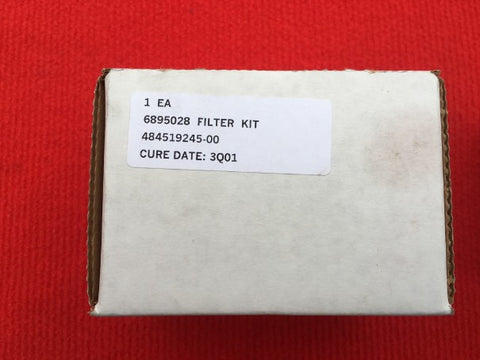 1 EA
6895028 FILTER KIT
484519245-00
CURE DATE: 3Q01